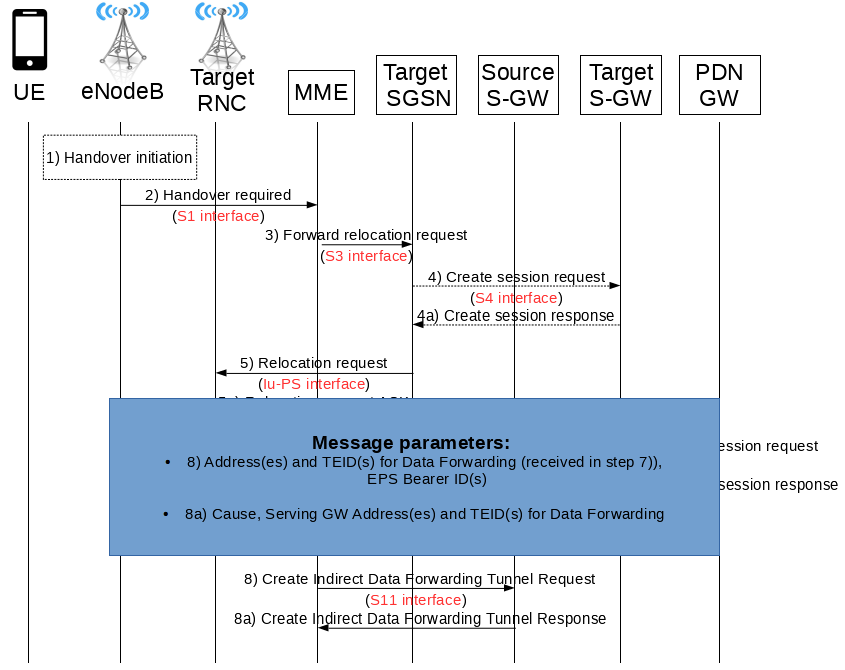 UE
eNodeB
Target
RNC
MME
Target
SGSN
Source
S-GW
Target
S-GW
PDN
GW
1) Handover initiation
2) Handover required
(S1 interface)
3) Forward relocation request
(S3 interface)
4) Create session request
(S4 interface)
4a) Create session response
5) Relocation request
(Iu-PS interface)
Message parameters:
• 8) Address(es) and TEID(s) for Data Forwarding (received in step 7)),
EPS Bearer ID(s)
• 8a) Cause, Serving GW Address(es) and TEID(s) for Data Forwarding
request
response
8) Create Indirect Data Forwarding Tunnel Request
(S11 interface)
8a) Create Indirect Data Forwarding Tunnel Response